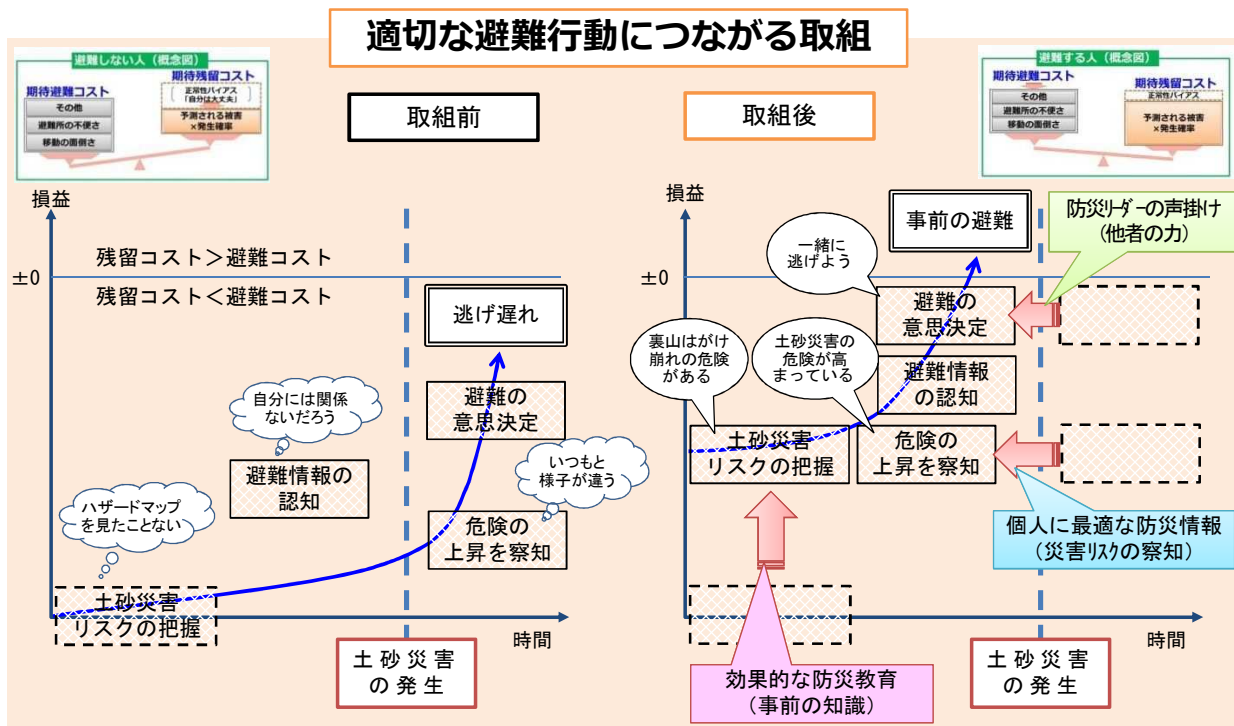 適切な避難行動につながる取組
避難しない人（概念図）
期待避難コスト
その他
避難所の不便さ
移動の面倒さ
期待残留コスト
正常性バイアス
「自分は大丈夫」
予測される被害
×発生確率
取組前
損益
±0
残留コスト＞避難コスト
残留コスト＜避難コスト
逃げ遅れ
避難の
意思決定
自分には関係
ないだろう
避難情報の
認知
いつもと
様子が違う
危険の
上昇を察知
ハザードマップ
を見たことない
土砂災害
リスクの把握
時間
土砂災害
の発生
取組後
避難する人（概念図）
期待避難コスト
その他
避難所の不便さ
移動の面倒さ
期待残留コスト
正常性バイアス
予測される被害
×発生確率
損益
±0
事前の避難
防災リーダーの声掛け
（他者の力）
一緒に
逃げよう
避難の
意思決定
裏山はがけ
崩れの危険
がある
土砂災害の
危険が高
まっている
避難情報
の認知
土砂災害
リスクの把握
危険の
上昇を察知
個人に最適な防災情報
（災害リスクの察知）
時間
効果的な防災教育
（事前の知識）
土砂災害
の発生